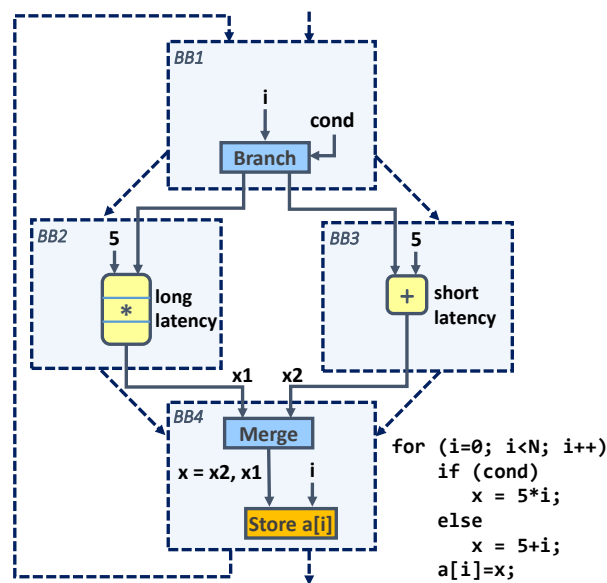 BB1
i
cond
Branch
BB2
5
*
long
latency
BB3
5
+
short
latency
x1
x2
BB4
Merge
x = x2, x1
i
Store a[i]
for (i=0; i<N; i++)
if (cond)
x = 5*i;
else
x = 5+i;
a[i]=x;